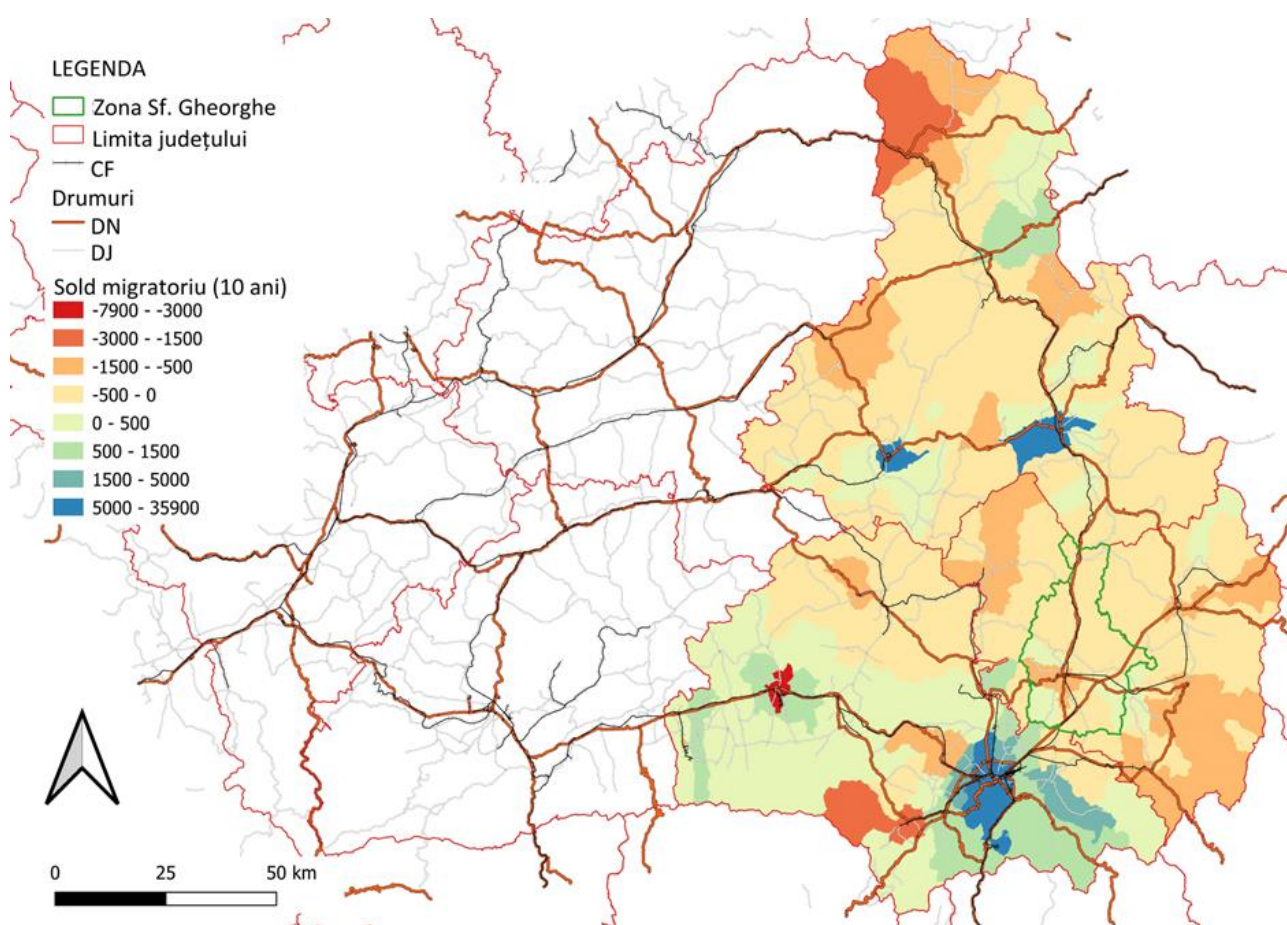 LEGENDA
Zona Sf. Gheorghe
Limita județului
CF
Drumuri
DN
DJ
Sold migratoriu (10 ani)
-7900 - -3000
-3000 - -1500
-1500 - -500
-500 - 0
0 - 500
500 - 1500
1500 - 5000
5000 - 35900
0 25 50 km